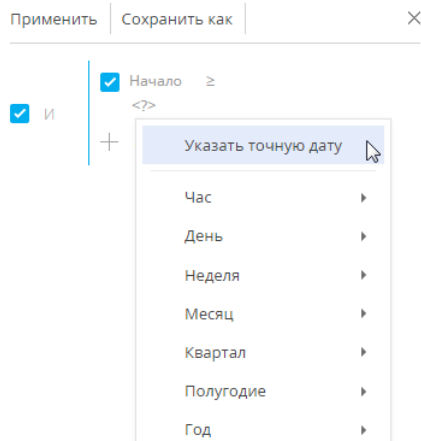 Применить Сохранить как
Начало ≥
<?>
И
Указать точную дату
Час
День
Неделя
Месяц
Квартал
Полугодие
Год